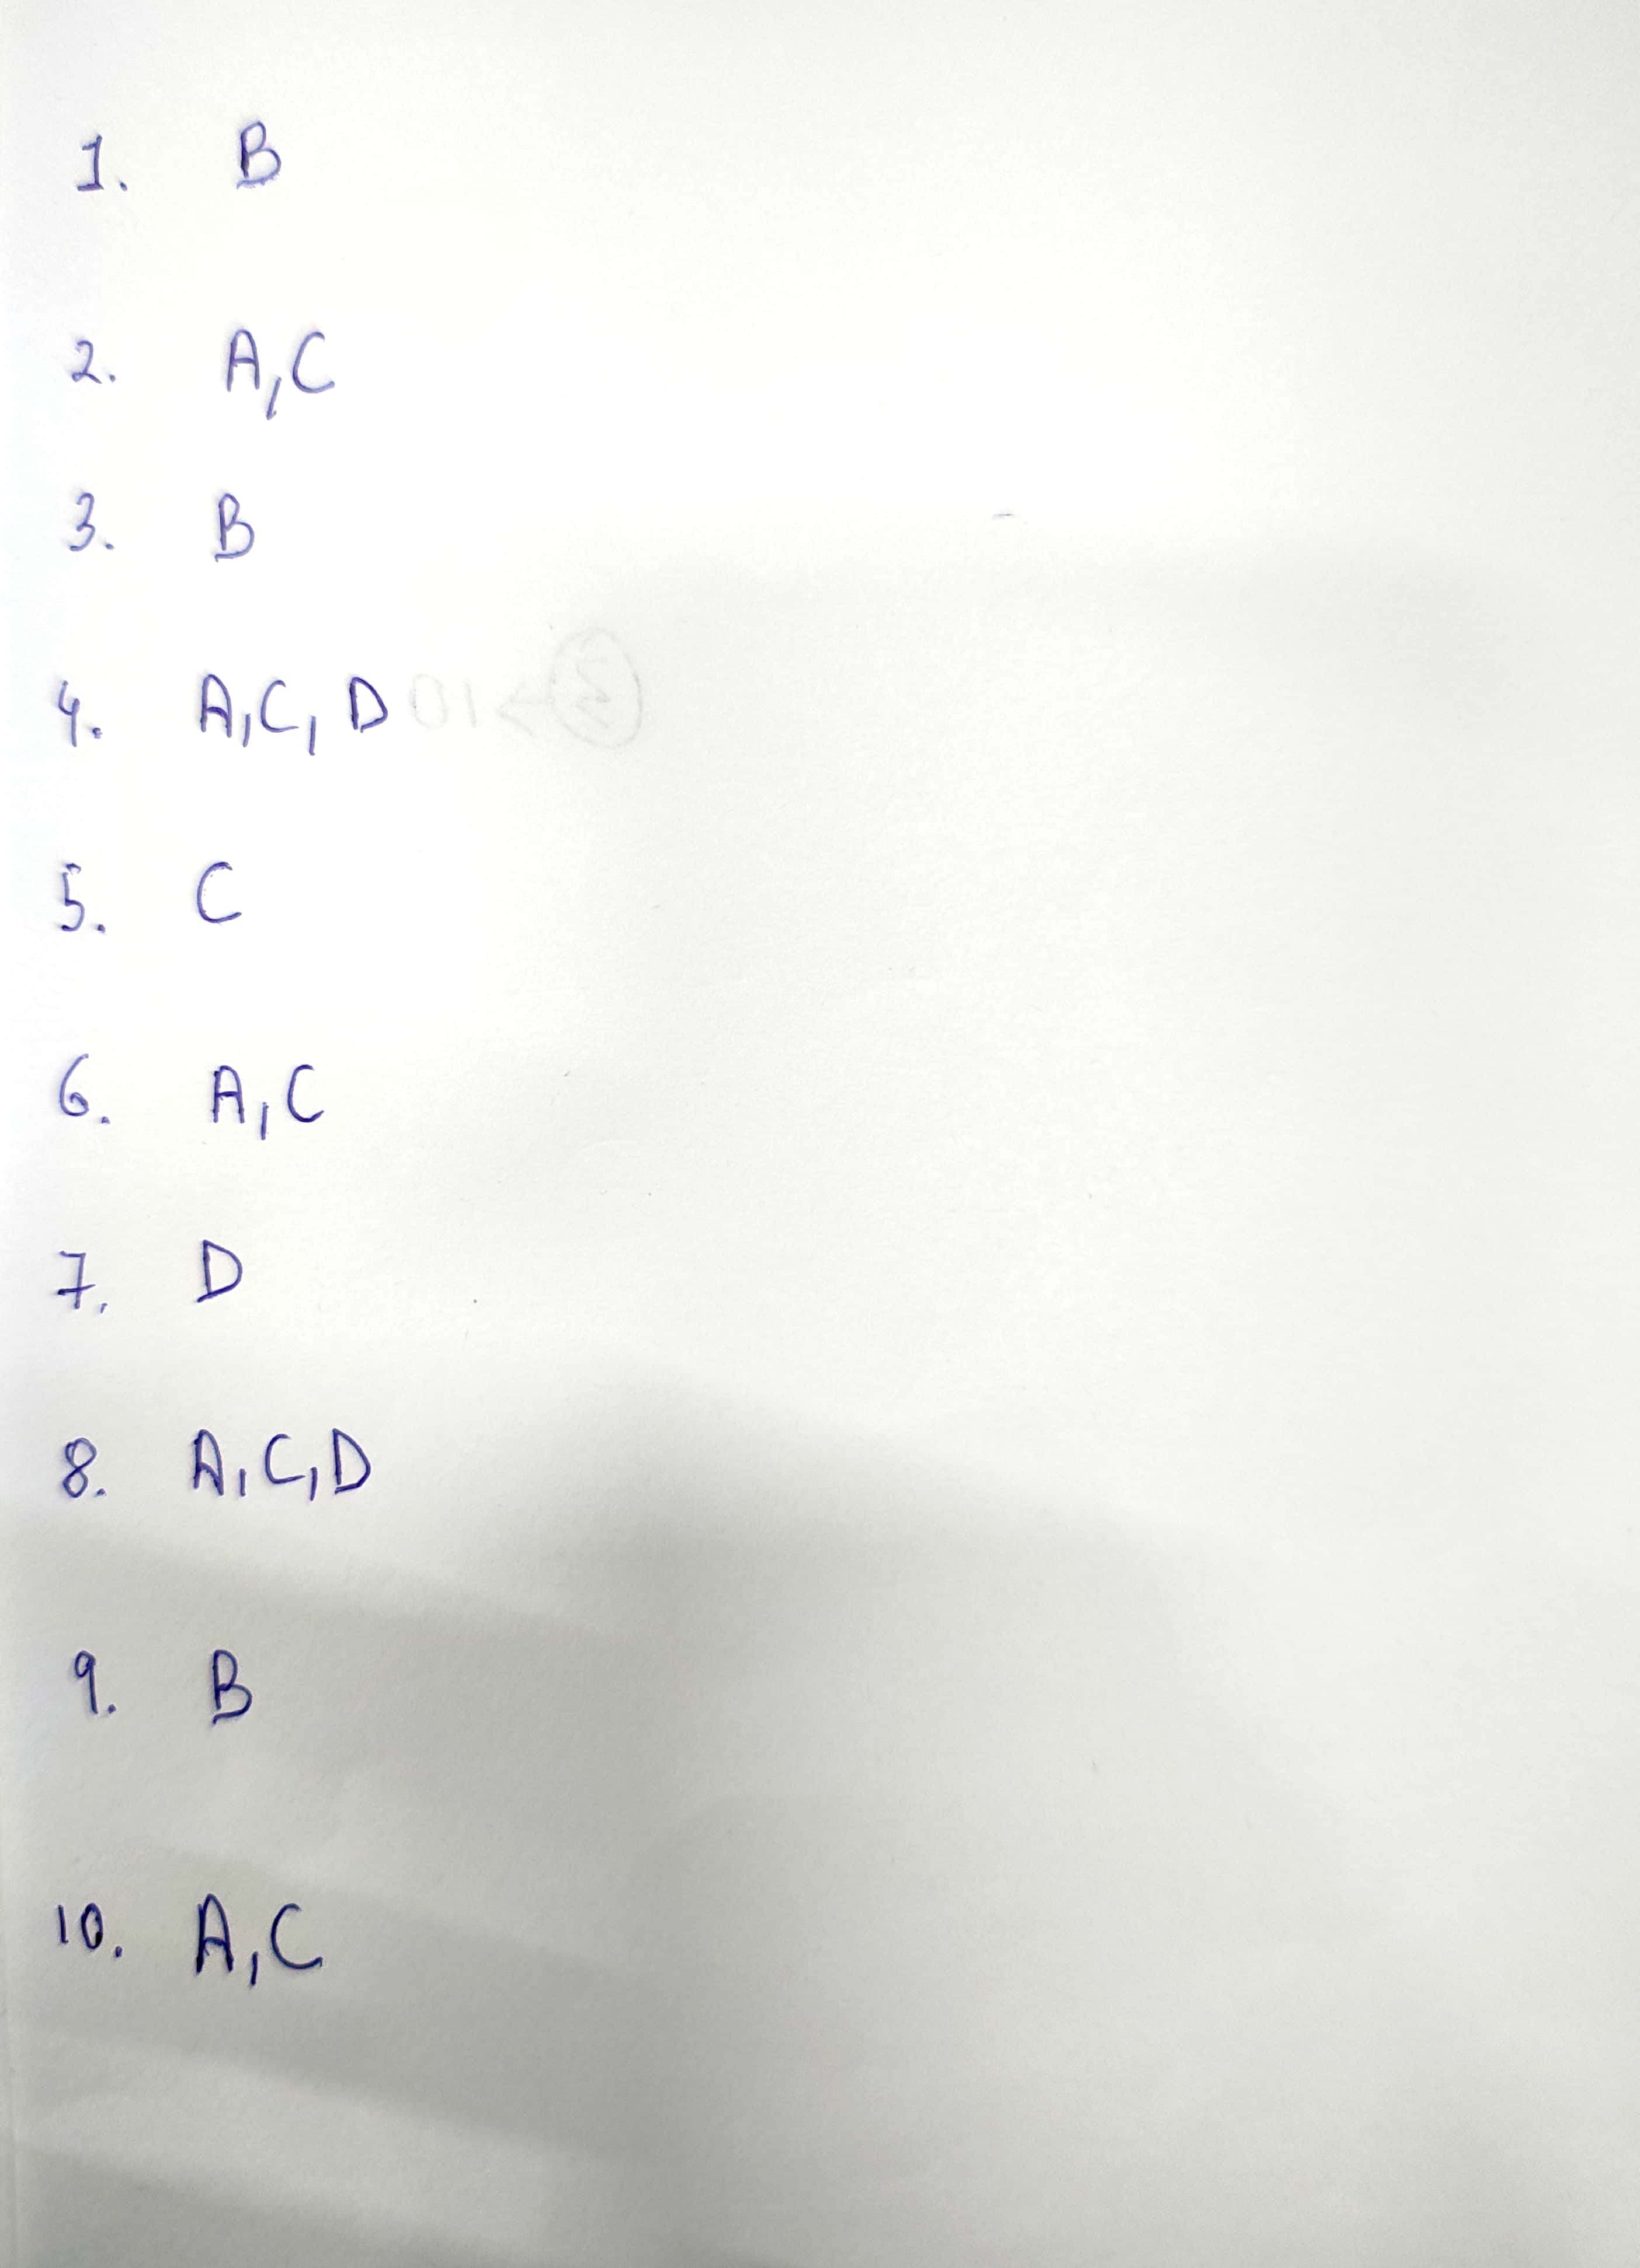 1. B
2. A,C
3. B
4. A,C,D
5. C
6. A,C
7. D
8. A,C,D
9. B
10. A,C